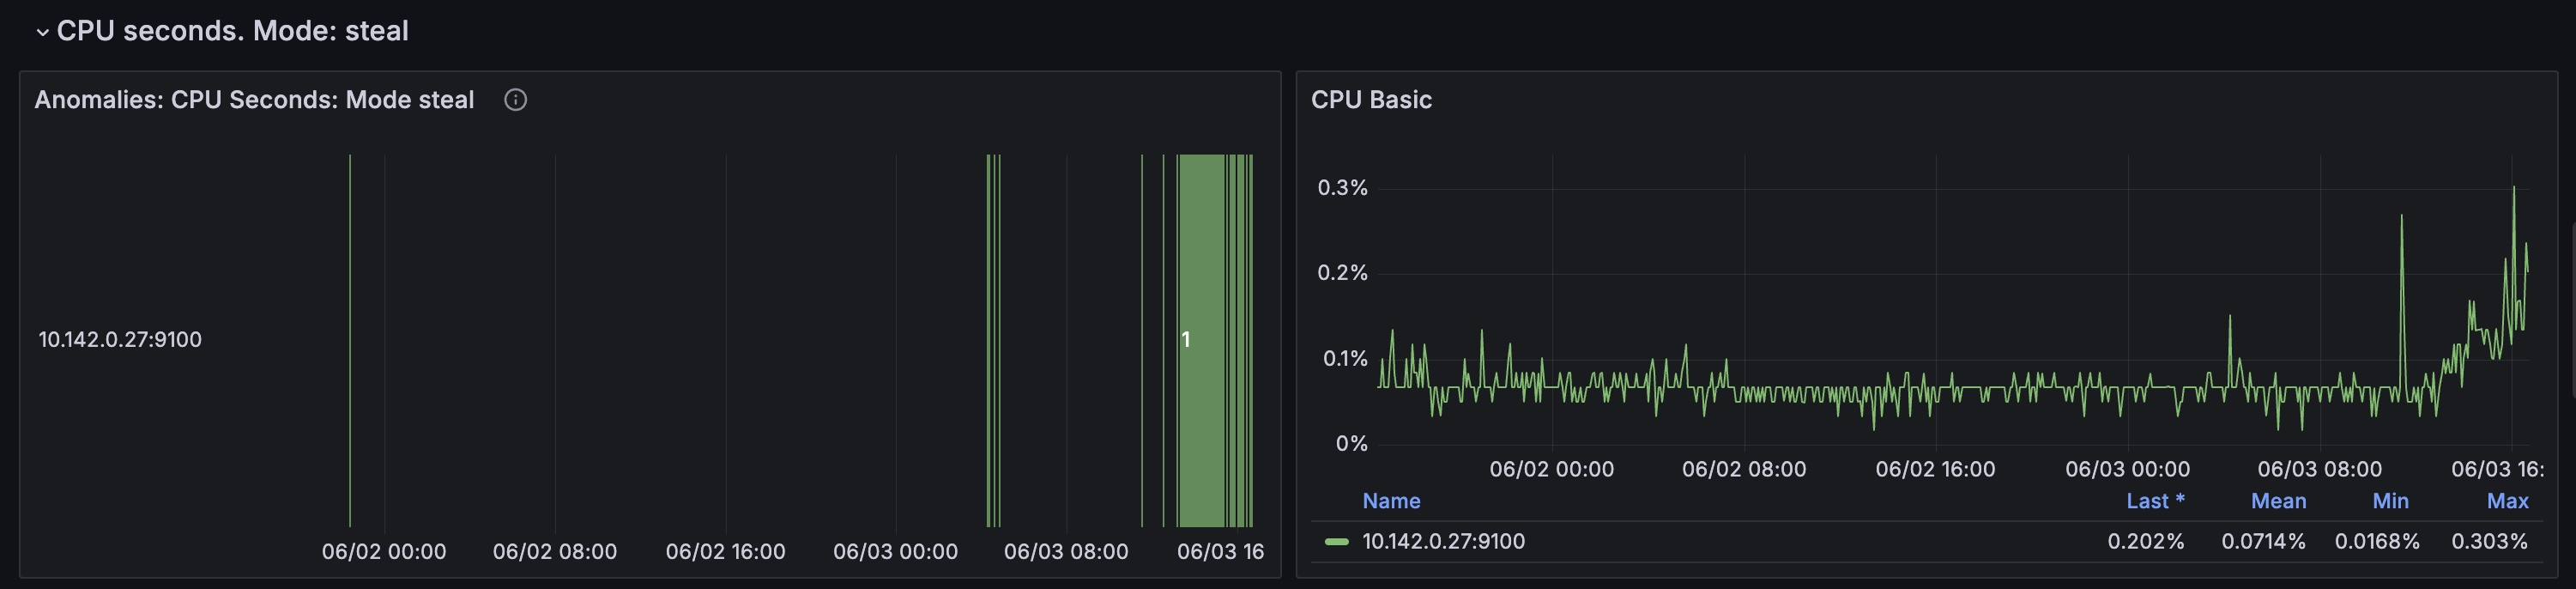 CPU seconds. Mode: steal
Anomalies: CPU Seconds: Mode steal
10.142.0.27:9100
1
06/02 00:00 06/02 08:00 06/02 16:00 06/03 00:00 06/03 08:00 06/03 16
CPU Basic
0.3%
0.2%
0.1%
0%
06/02 00:00 06/02 08:00 06/02 16:00 06/03 00:00 06/03 08:00 06/03 16:
Name Last * Mean Min Max
10.142.0.27:9100 0.202% 0.0714% 0.0168% 0.303%